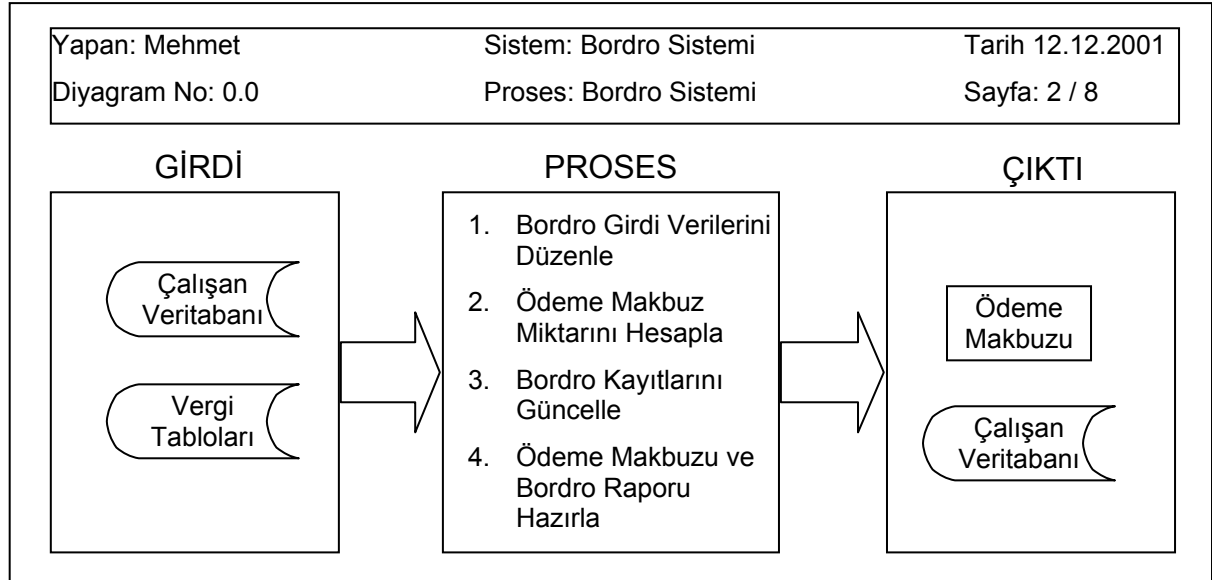 Yapan: Mehmet Sistem: Bordro Sistemi Tarih 12.12.2001
Diyagram No: 0.0 Proses: Bordro Sistemi Sayfa: 2 / 8
GİRDİ
Çalışan
Veritabanı
Vergi
Tabloları
PROSES
1. Bordro Girdi Verilerini
Düzenle
2. Ödeme Makbuz
Miktarını Hesapla
3. Bordro Kayıtlarını
Güncelle
4. Ödeme Makbuzu ve
Bordro Raporu
Hazırla
ÇIKTI
Ödeme
Makbuzu
Çalışan
Veritabanı